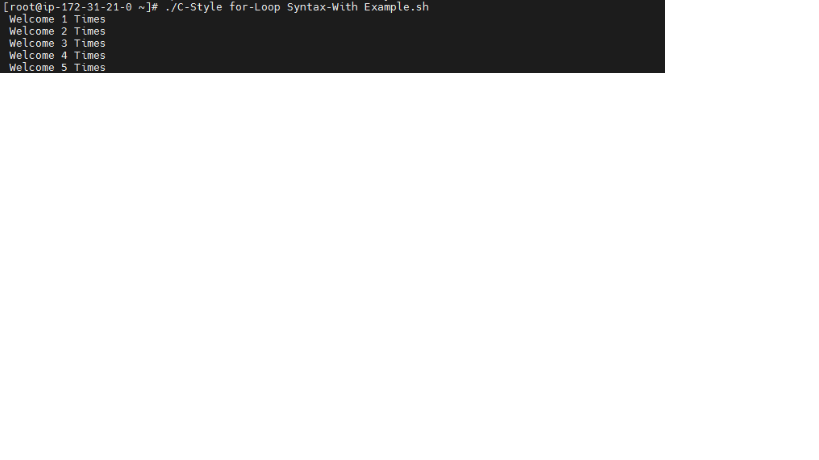 [root@ip-172-31-21-0 ~]# ./C-Style for-Loop Syntax-With Example.sh
Welcome 1 Times
Welcome 2 Times
Welcome 3 Times
Welcome 4 Times
Welcome 5 Times